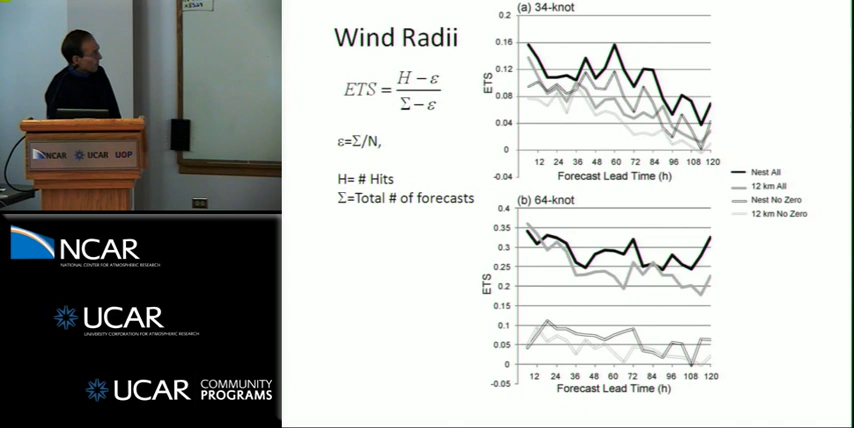 NCAR UCAR UOP
NCAR
NATIONAL CENTER FOR ATMOSPHERIC RESEARCH
UCAR
UNIVERSITY CORPORATION FOR ATMOSPHERIC RESEARCH
UCAR COMMUNITY PROGRAMS
Wind Radii
ETS = H − ε / Σ − ε
ε=Σ/N,
H= # Hits
Σ=Total # of forecasts
(a) 34-knot
ETS
0.2
0.16
0.12
0.08
0.04
0
-0.04
12 24 36 48 60 72 84 96 108 120
Forecast Lead Time (h)
(b) 64-knot
ETS
0.4
0.35
0.3
0.25
0.2
0.15
0.1
0.05
0
-0.05
12 24 36 48 60 72 84 96 108 120
Forecast Lead Time (h)
Nest All
12 km All
Nest No Zero
12 km No Zero